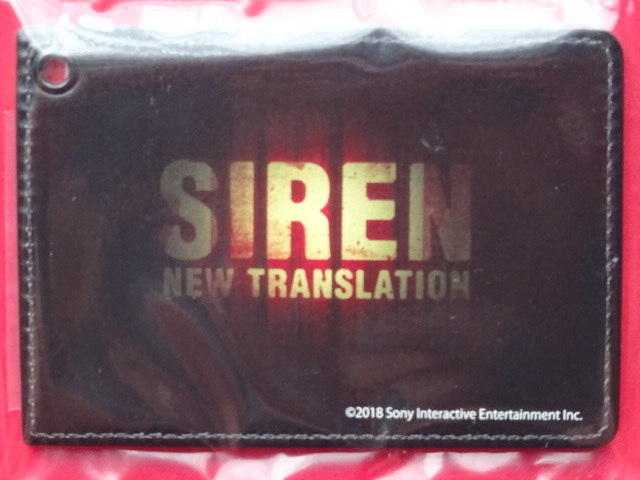 SIREN
NEW TRANSLATION
©2018 Sony Interactive Entertainment Inc.